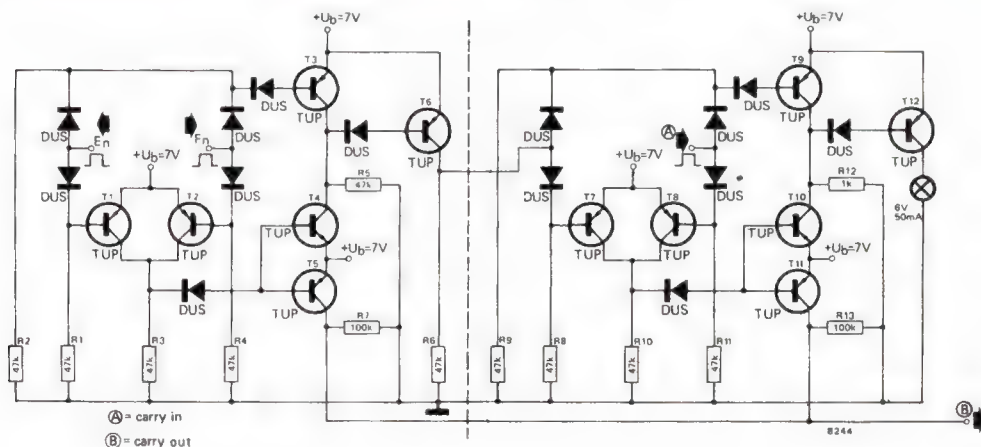 +Ub=7V
T3
DUS
TUP
T6
DUS
TUP
DUS
En
DUS
Fn
DUS
+Ub=7V
DUS
T1
T2
TUP
TUP
R5
47k
T4
TUP
+Ub=7V
DUS
T5
TUP
R7
100k
R2
47k
R1
47k
R3
47k
R4
47k
R6
47k
+Ub=7V
T9
DUS
TUP
T12
DUS
TUP
DUS
A
DUS
+Ub=7V
DUS
DUS
T7
T8
TUP
TUP
R12
1k
6V
50mA
T10
TUP
+Ub=7V
DUS
T11
TUP
R13
100k
R9
47k
R8
47k
R10
47k
R11
47k
A = carry in
B = carry out
8244
B